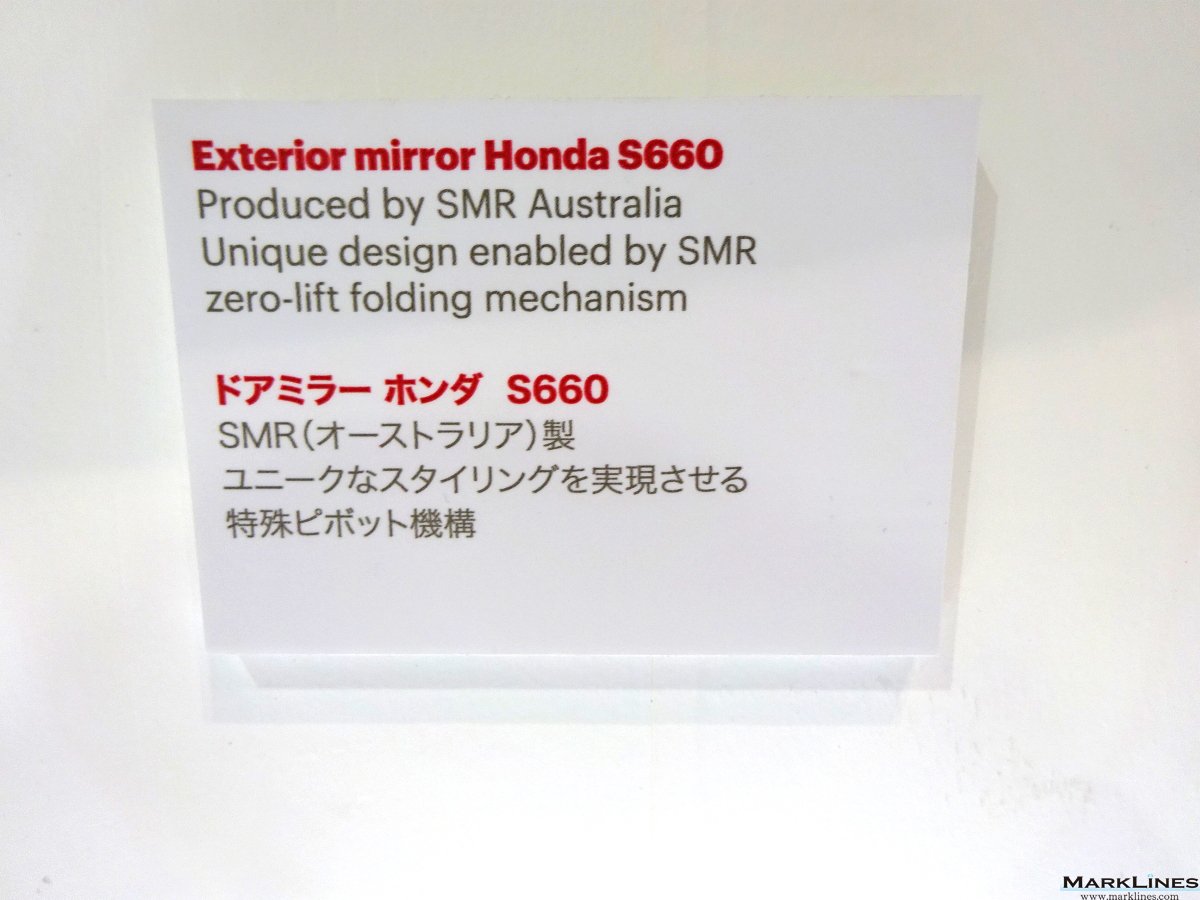 Exterior mirror Honda S660
Produced by SMR Australia
Unique design enabled by SMR
zero-lift folding mechanism
ドアミラー ホンダ S660
SMR(オーストラリア)製
ユニークなスタイリングを実現させる
特殊ピボット機構
MARKLINES
www.marklines.com